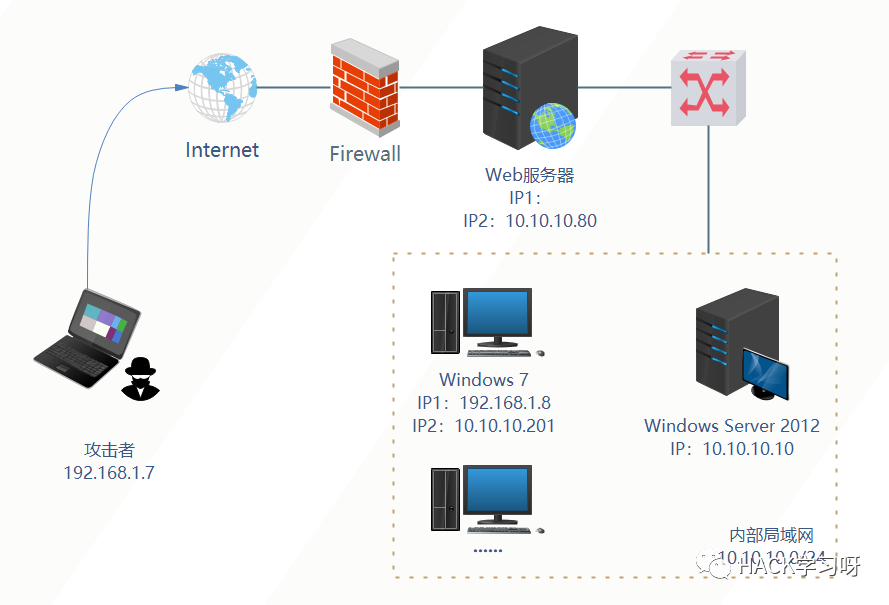 Internet
Firewall
Web服务器
IP1：
IP2：10.10.10.80
Windows 7
IP1：192.168.1.8
IP2：10.10.10.201
Windows Server 2012
IP：10.10.10.10
攻击者
192.168.1.7
......
内部局域网
10.10.10.0/24
HACK学习呀